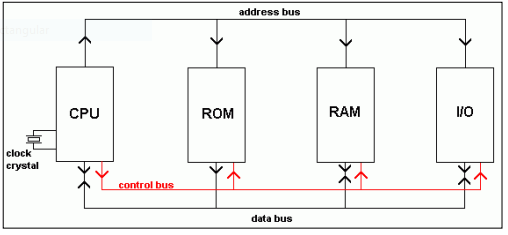 address bus
CPU
ROM
RAM
I/O
clock
crystal
control bus
data bus